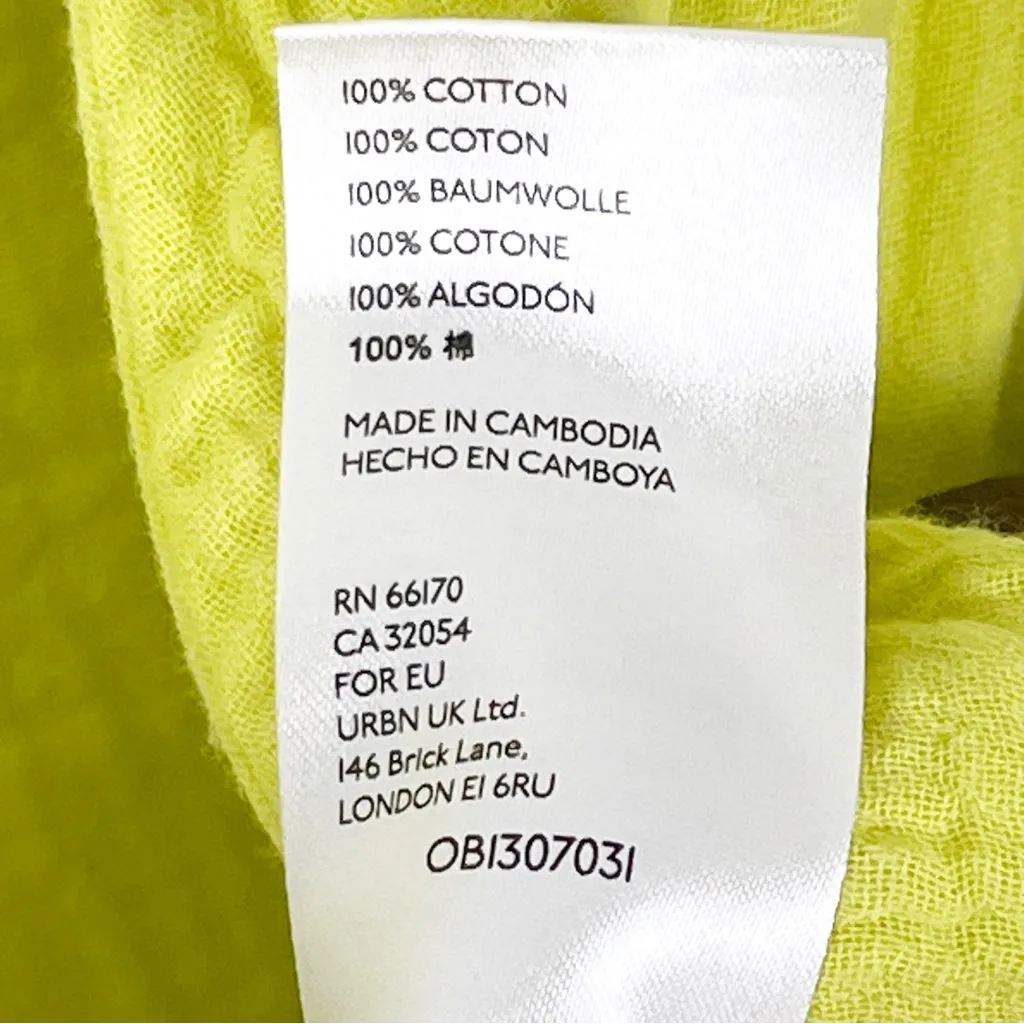 100% COTTON
100% COTON
100% BAUMWOLLE
100% COTONE
100% ALGODÓN
100% 棉
MADE IN CAMBODIA
HECHO EN CAMBOYA
RN 66170
CA 32054
FOR EU
URBN UK Ltd.
146 Brick Lane,
LONDON E1 6RU
OB1307031